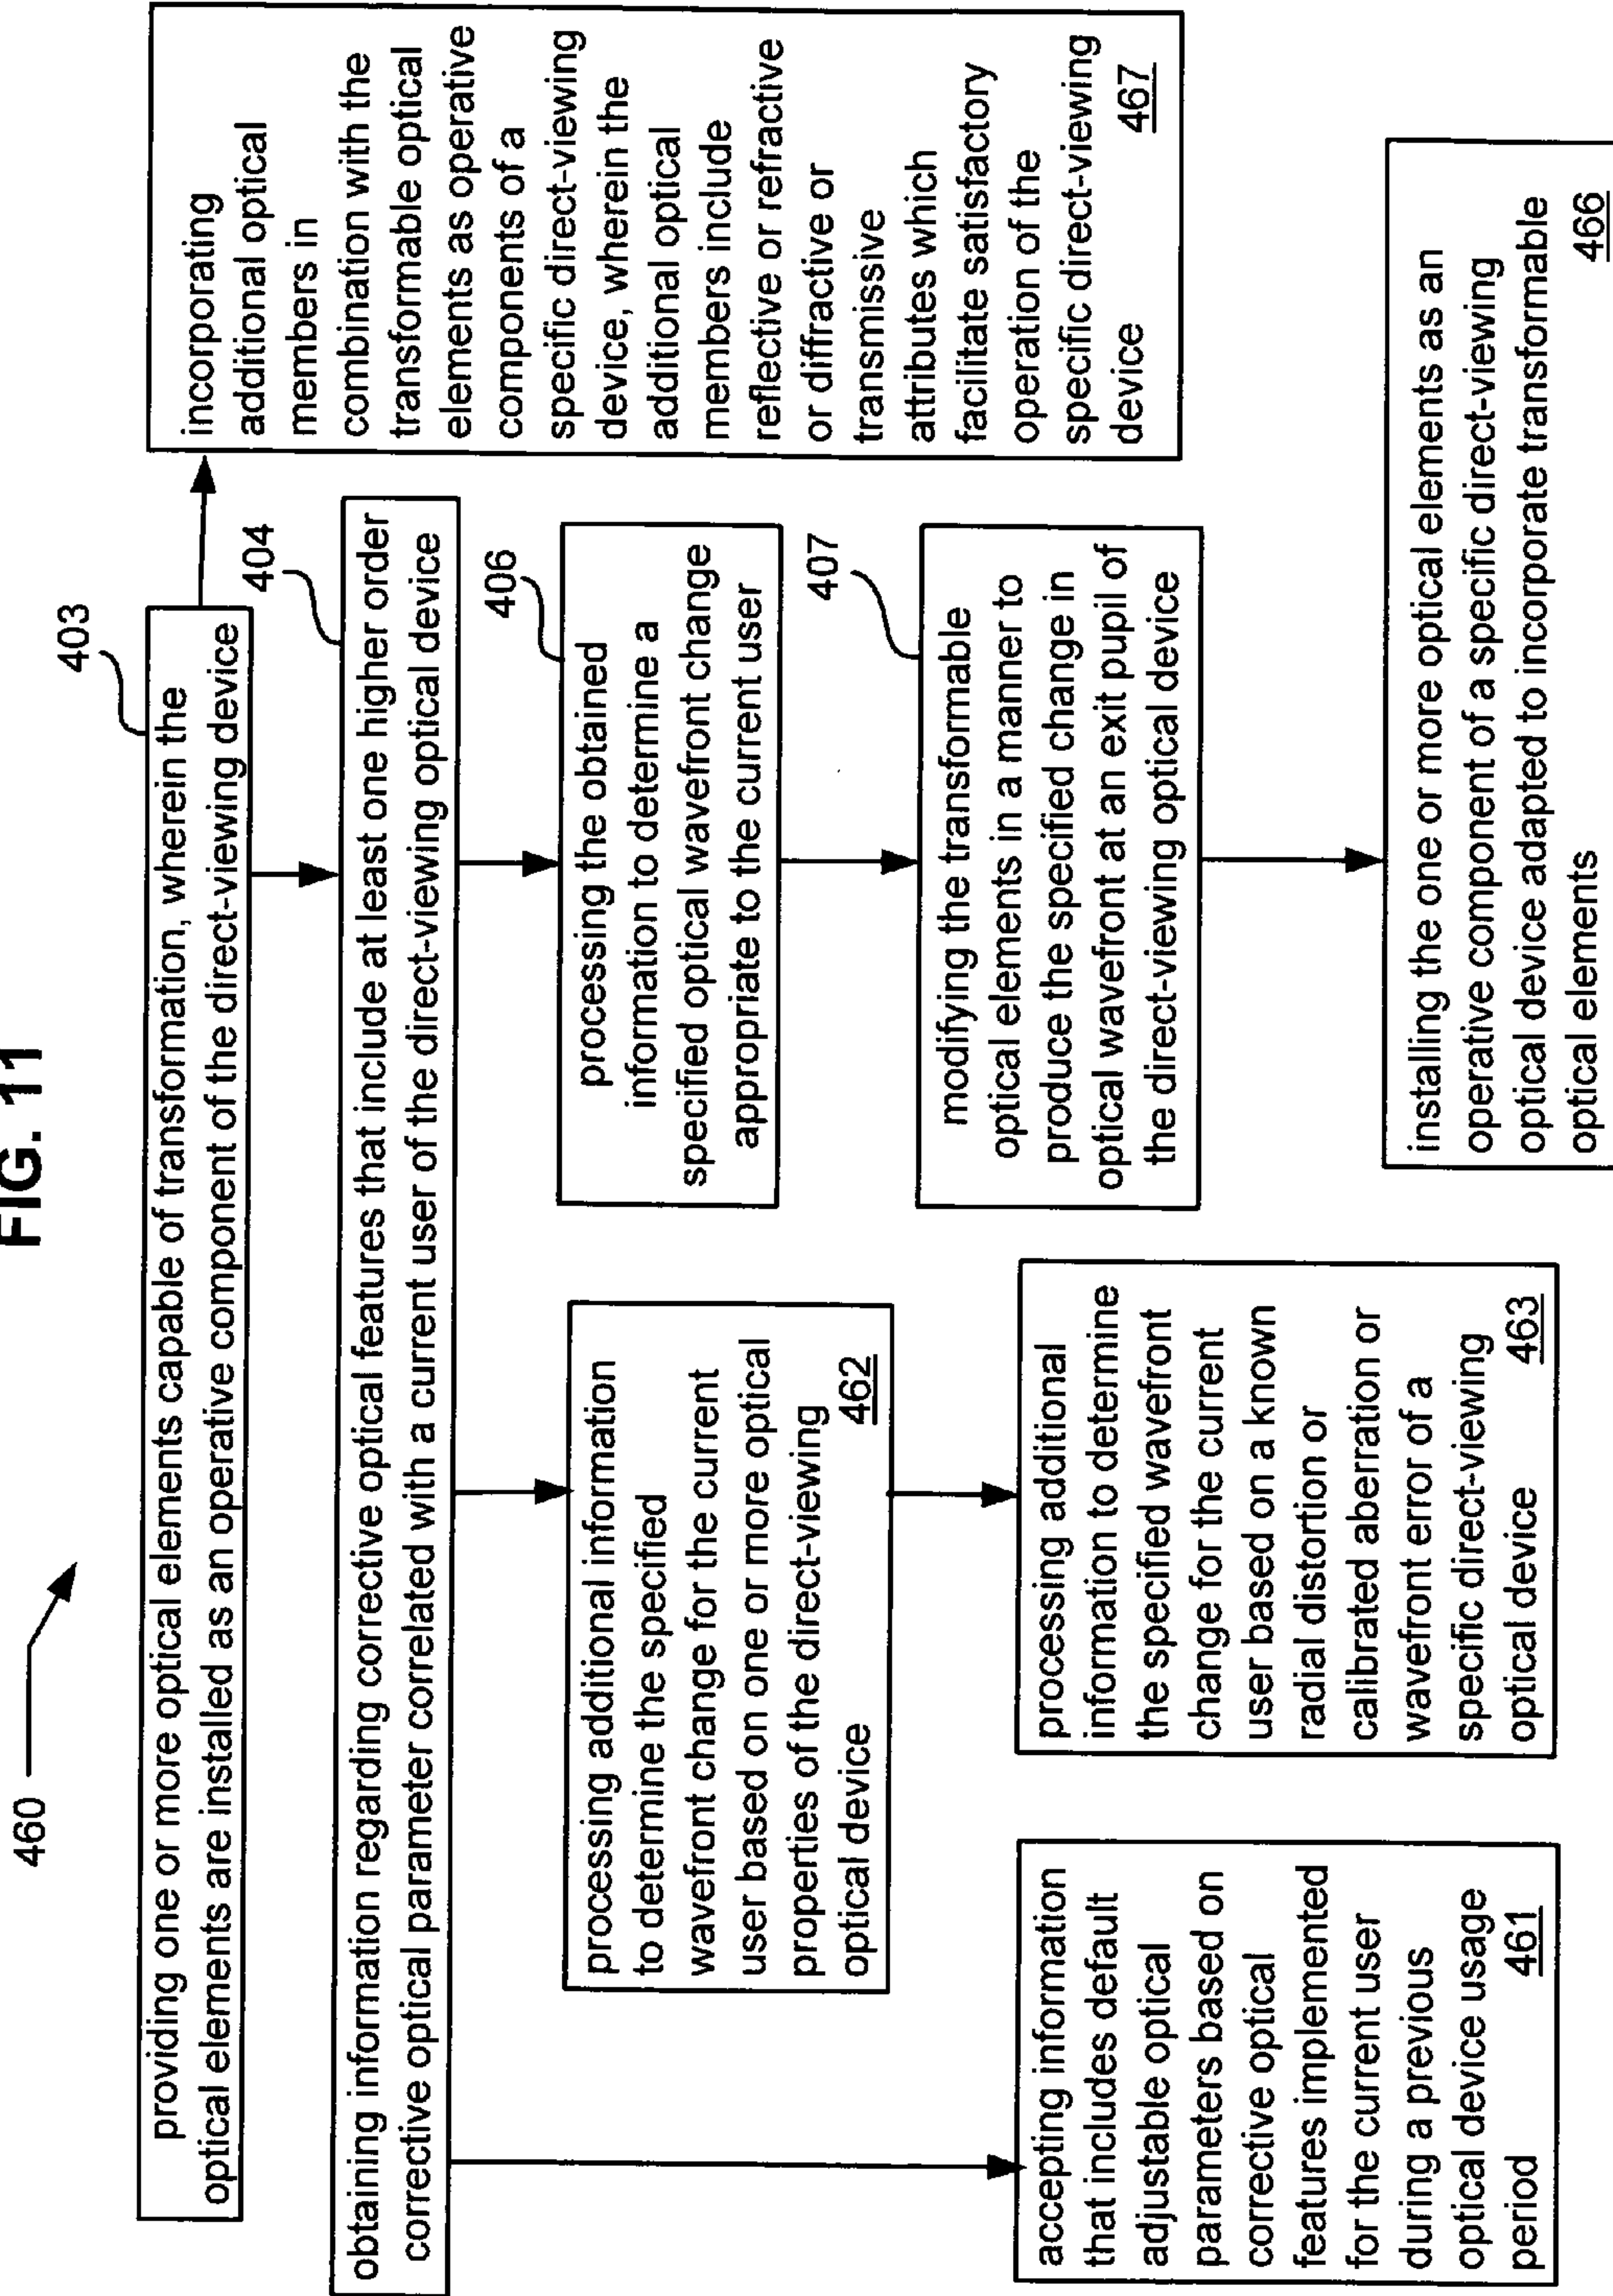 FIG. 11
460
403
providing one or more optical elements capable of transformation, wherein the
optical elements are installed as an operative component of the direct-viewing device
404
obtaining information regarding corrective optical features that include at least one higher order
corrective optical parameter correlated with a current user of the direct-viewing optical device
incorporating
additional optical
members in
combination with the
transformable optical
elements as operative
components of a
specific direct-viewing
device, wherein the
additional optical
members include
reflective or refractive
or diffractive or
transmissive
attributes which
facilitate satisfactory
operation of the
specific direct-viewing
device 467
406
processing the obtained
information to determine a
specified optical wavefront change
appropriate to the current user
407
modifying the transformable
optical elements in a manner to
produce the specified change in
optical wavefront at an exit pupil of
the direct-viewing optical device
processing additional information
to determine the specified
wavefront change for the current
user based on one or more optical
properties of the direct-viewing
optical device 462
accepting information
that includes default
adjustable optical
parameters based on
corrective optical
features implemented
for the current user
during a previous
optical device usage
period 461
processing additional
information to determine
the specified wavefront
change for the current
user based on a known
radial distortion or
calibrated aberration or
wavefront error of a
specific direct-viewing
optical device 463
installing the one or more optical elements as an
operative component of a specific direct-viewing
optical device adapted to incorporate transformable
optical elements 466